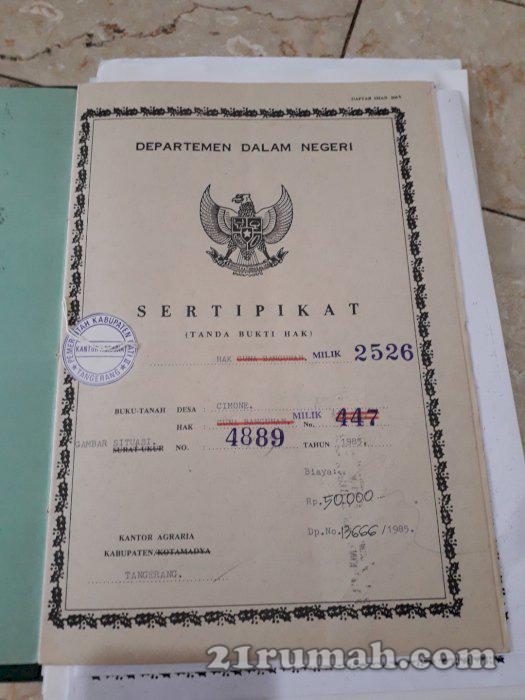 DAFTAR ISIAN 206 B
DEPARTEMEN DALAM NEGERI
SERTIPIKAT
(TANDA BUKTI HAK)
HAK GUNA BANGUNAN, MILIK 2526
BUKU-TANAH DESA : CIMONE.
HAK : GUNA BANGUNAN. MILIK No. 447
GAMBAR SITUASI.
SURAT UKUR NO. : 4889 TAHUN 1985.
Biaya:
Rp. 50.000
Dp.No. 13666/1985.
KANTOR AGRARIA
KABUPATEN/KOTAMADYA
TANGERANG.
KABUPATEN
TANGERANG
21rumah.com